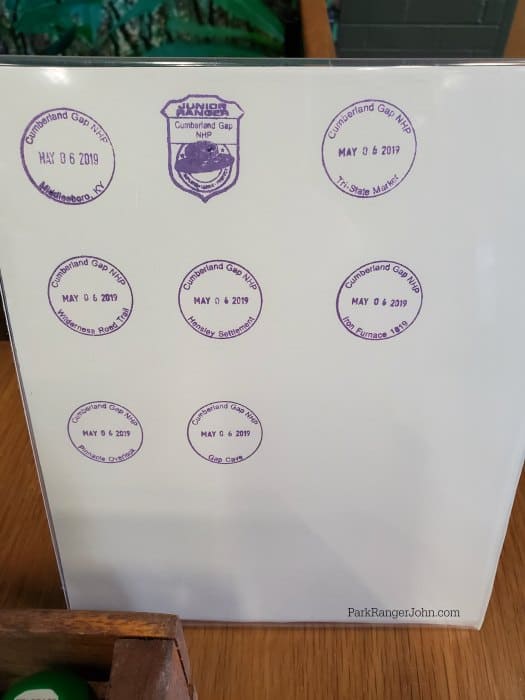 Cumberland Gap NHP
MAY 0 6 2019
Middlesboro, KY
JUNIOR
RANGER
Cumberland Gap
NHP
Cumberland Gap NHP
MAY 0 6 2019
Tri-State Marker
Cumberland Gap NHP
MAY 0 6 2019
Wilderness Road Trail
Cumberland Gap NHP
MAY 0 6 2019
Hensley Settlement
Cumberland Gap NHP
MAY 0 6 2019
Iron Furnace 1819
Cumberland Gap NHP
MAY 0 6 2019
Pinnacle Overlook
Cumberland Gap NHP
MAY 0 6 2019
Gap Cave
ParkRangerJohn.com